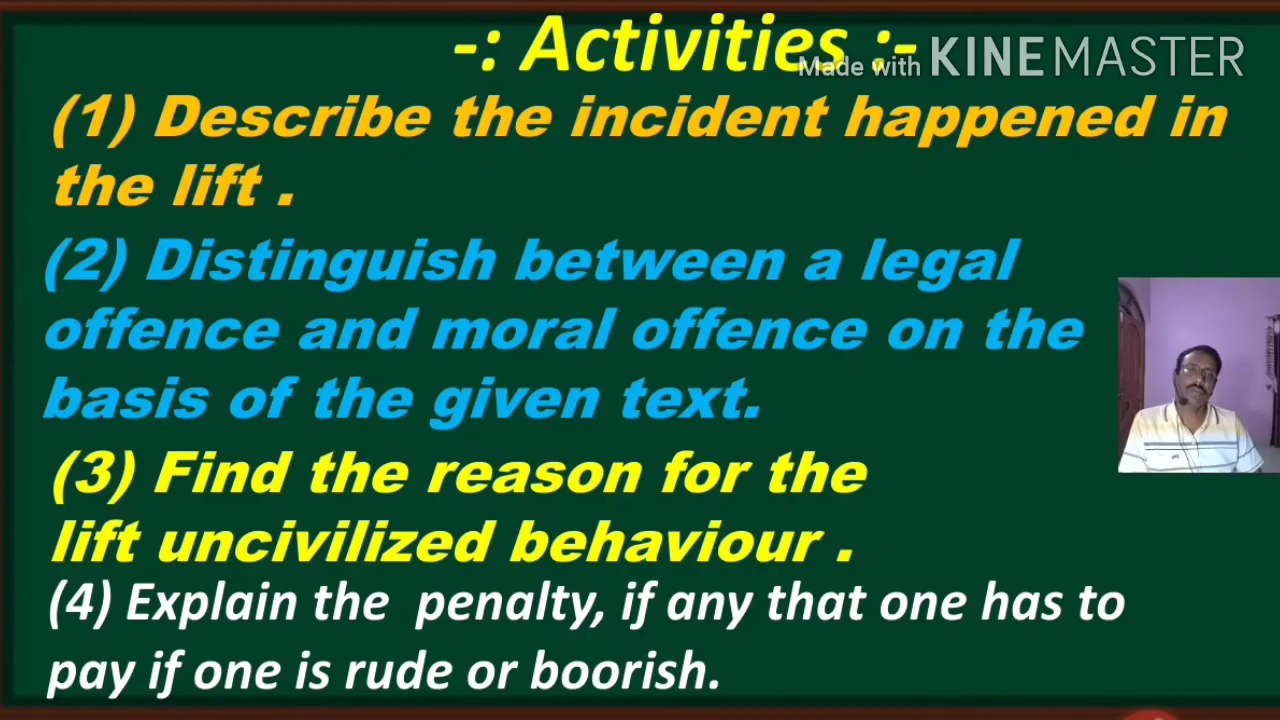 -: Activities :-
Made with KINEMASTER
(1) Describe the incident happened in
the lift .
(2) Distinguish between a legal
offence and moral offence on the
basis of the given text.
(3) Find the reason for the
lift uncivilized behaviour .
(4) Explain the penalty, if any that one has to
pay if one is rude or boorish.